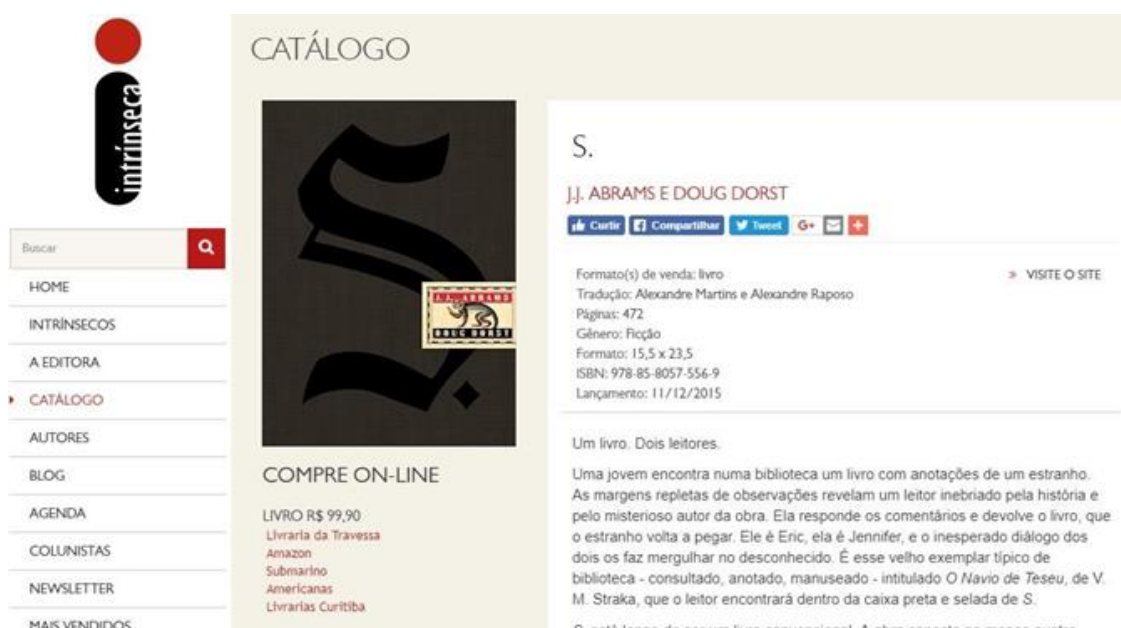 intrínseca
Buscar
HOME
INTRÍNSECOS
A EDITORA
CATÁLOGO
AUTORES
BLOG
AGENDA
COLUNISTAS
NEWSLETTER
MAIS VENDIDOS
CATÁLOGO
S.
J.J. ABRAMS
DOUG DORST
COMPRE ON-LINE
LIVRO R$ 99,90
Livraria da Travessa
Amazon
Submarino
Americanas
Livrarias Curitiba
S.
J.J. ABRAMS E DOUG DORST
Curtir Compartilhar Tweet G+
Formato(s) de venda: livro
» VISITE O SITE
Tradução: Alexandre Martins e Alexandre Raposo
Páginas: 472
Gênero: Ficção
Formato: 15,5 x 23,5
ISBN: 978-85-8057-556-9
Lançamento: 11/12/2015
Um livro. Dois leitores.
Uma jovem encontra numa biblioteca um livro com anotações de um estranho.
As margens repletas de observações revelam um leitor inebriado pela história e
pelo misterioso autor da obra. Ela responde os comentários e devolve o livro, que
o estranho volta a pegar. Ele é Eric, ela é Jennifer, e o inesperado diálogo dos
dois os faz mergulhar no desconhecido. É esse velho exemplar típico de
biblioteca - consultado, anotado, manuseado - intitulado O Navio de Teseu, de V.
M. Straka, que o leitor encontrará dentro da caixa preta e selada de S.